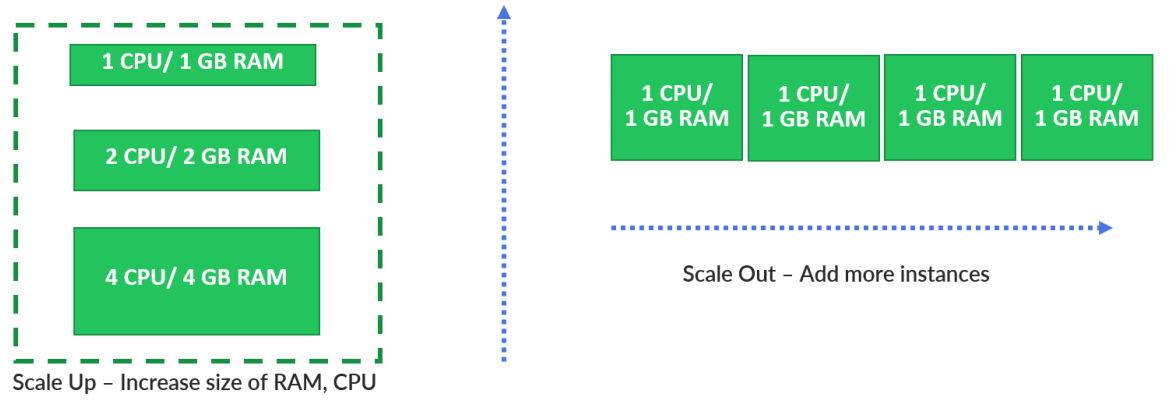 1 CPU/ 1 GB RAM
2 CPU/ 2 GB RAM
4 CPU/ 4 GB RAM
Scale Up – Increase size of RAM, CPU
1 CPU/
1 GB RAM
1 CPU/
1 GB RAM
1 CPU/
1 GB RAM
1 CPU/
1 GB RAM
Scale Out – Add more instances